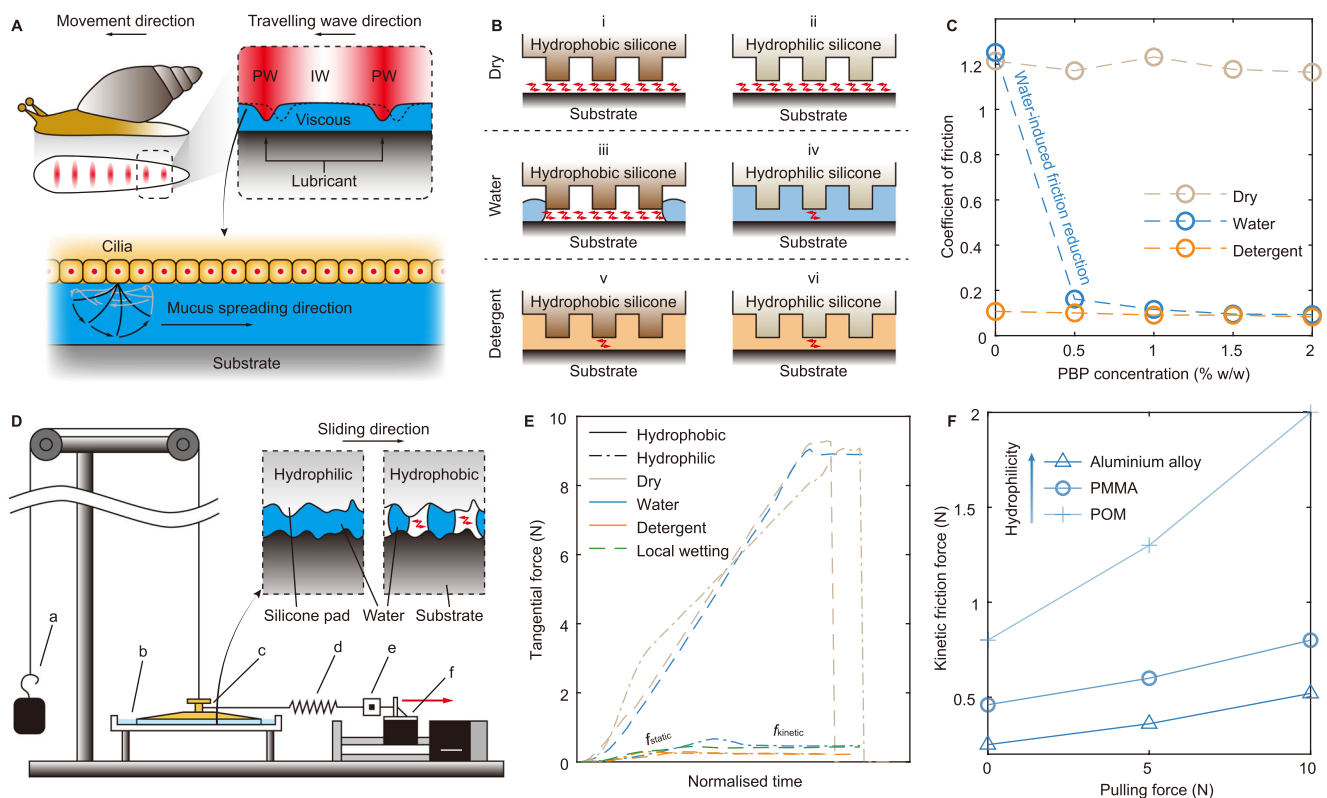 A
Movement direction
Travelling wave direction
PW
IW
PW
Viscous
Lubricant
Cilia
Mucus spreading direction
Substrate
B
i
ii
Dry
Hydrophobic silicone
Hydrophilic silicone
Substrate
Substrate
iii
iv
Water
Hydrophobic silicone
Hydrophilic silicone
Substrate
Substrate
v
vi
Detergent
Hydrophobic silicone
Hydrophilic silicone
Substrate
Substrate
C
Coefficient of friction
1.2
1
1.2
0.4
0.2
0
Water-induced friction reduction
Dry
Water
Detergent
0
0.5
1
1.5
2
PBP concentration (% w/w)
D
Sliding direction
Hydrophilic
Hydrophobic
Silicone pad
Water
Substrate
a
b
c
d
e
f
E
Tangential force (N)
10
8
6
4
2
0
Hydrophobic
Hydrophilic
Dry
Water
Detergent
Local wetting
fstatic
fkinetic
Normalised time
F
Kinetic friction force (N)
2
1.5
1
0.5
Hydrophilicity
Aluminium alloy
PMMA
POM
0
5
10
Pulling force (N)